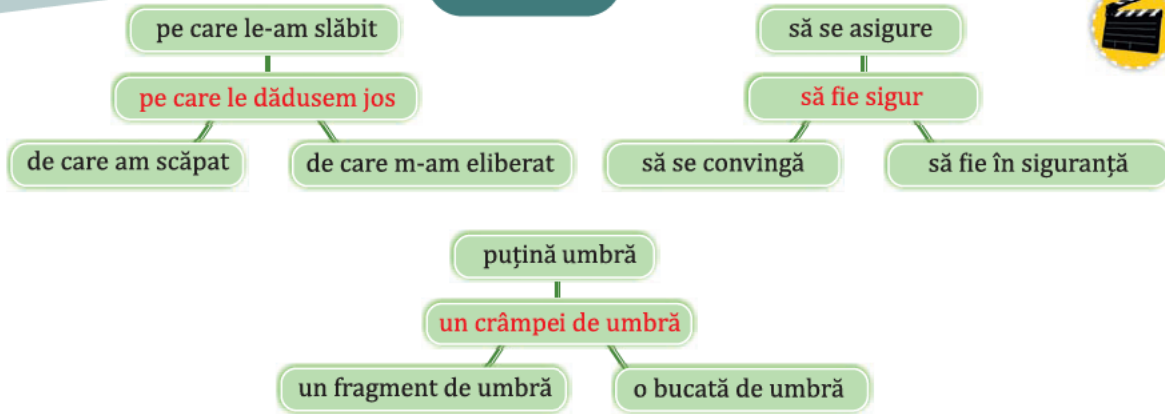 pe care le-am slăbit
să se asigure
pe care le dădusem jos
să fie sigur
de care am scăpat
de care m-am eliberat
să se convingă
să fie în siguranță
puțină umbră
un crâmpei de umbră
un fragment de umbră
o bucată de umbră